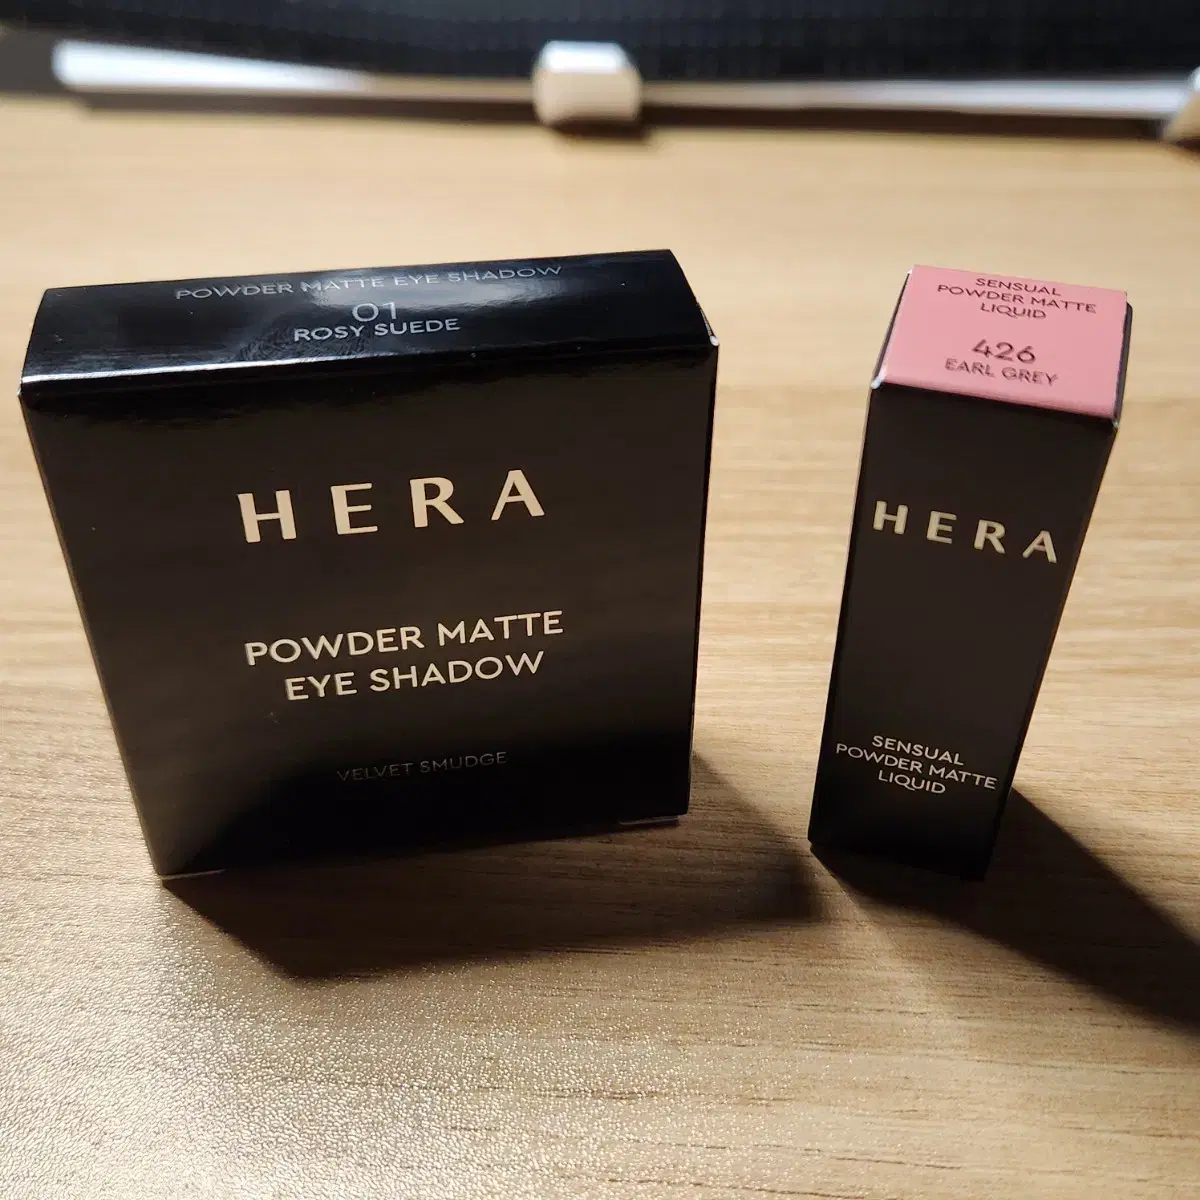 POWDER MATTE EYE SHADOW
01
ROSY SUEDE
HERA
POWDER MATTE
EYE SHADOW
VELVET SMUDGE
SENSUAL
POWDER MATTE
LIQUID
426
EARL GREY
HERA
SENSUAL
POWDER MATTE
LIQUID